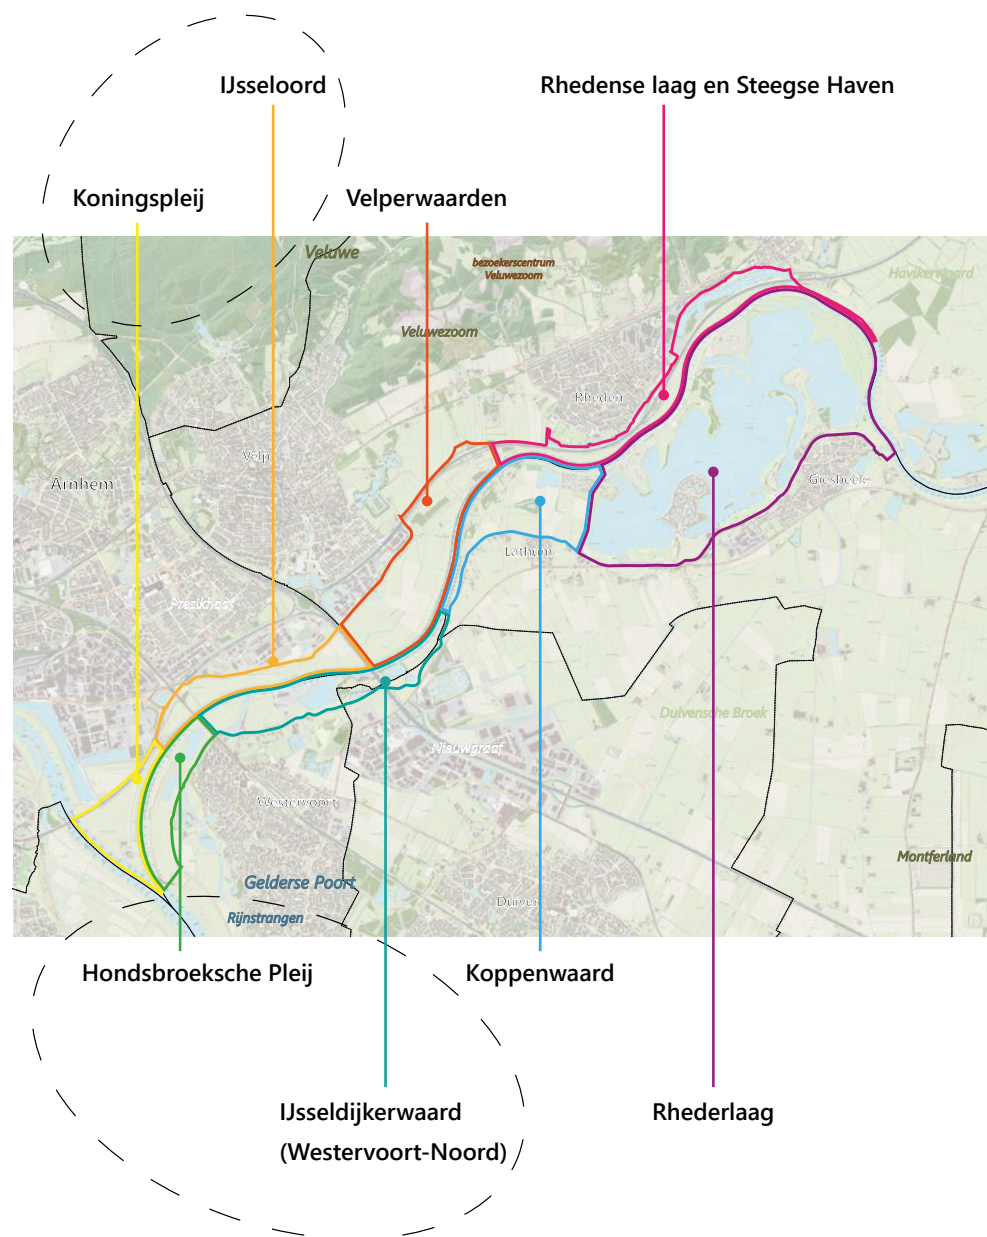 IJsseloord
Rhedense laag en Steegse Haven
Koningspleij
Velperwaarden
Veluwe
bezoekerscentrum
Veluwezoom
Havikerwaard
Veluwezoom
Rheden
Velp
Arnhem
Giesbeek
Lathum
Presikhaaf
Duivensche Broek
Nieuwgraaf
Westervoort
Montferland
Gelderse Poort
Duiven
Rijnstrangen
Hondsbroeksche Pleij
Koppenwaard
IJsseldijkerwaard
(Westervoort-Noord)
Rhederlaag